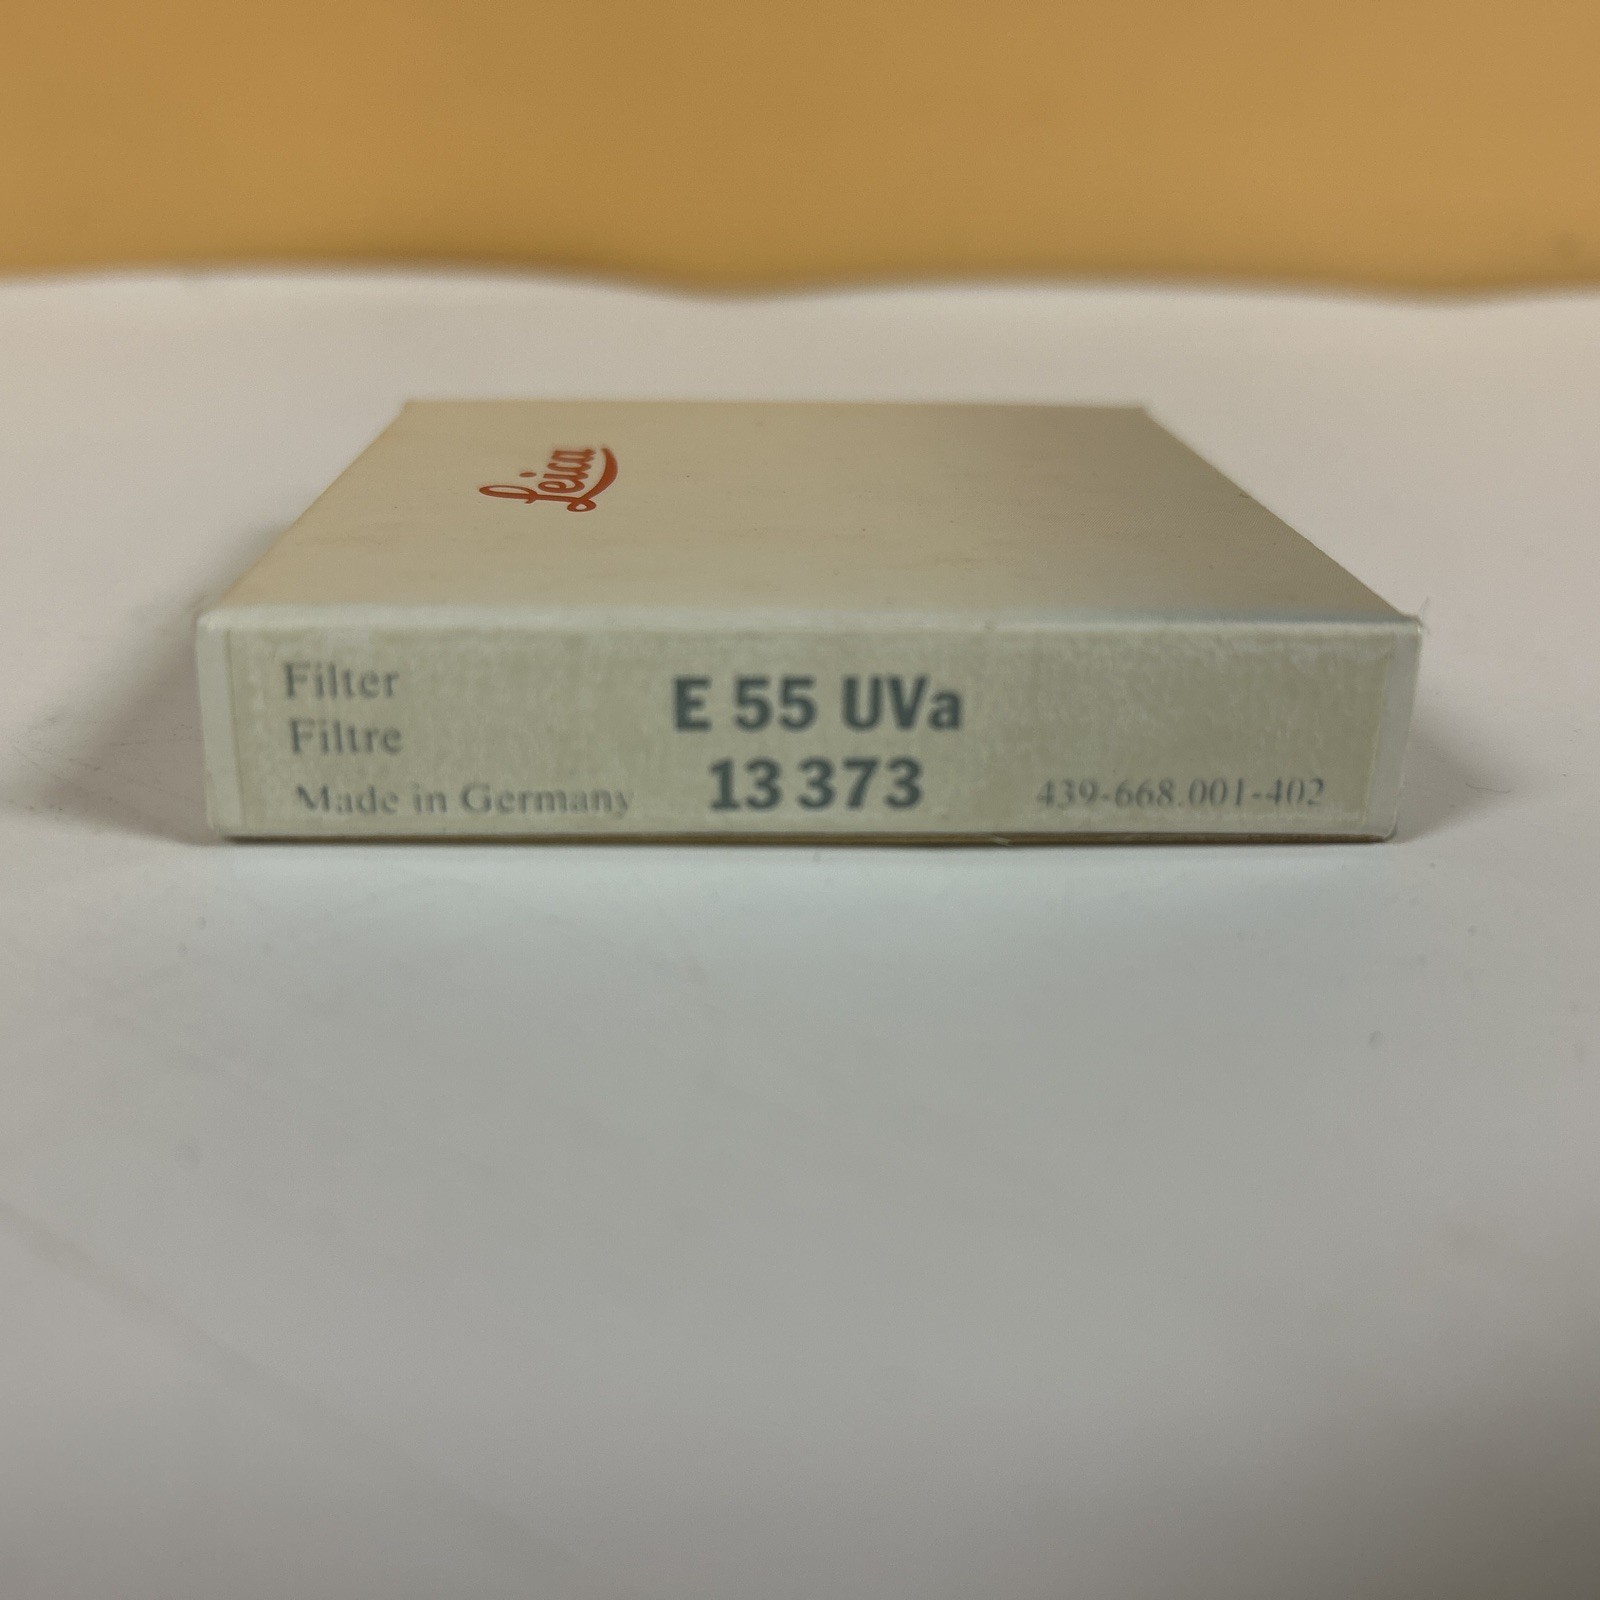 Leica
Filter
Filtre
Made in Germany
E 55 UVa
13 373
439-668.001-402